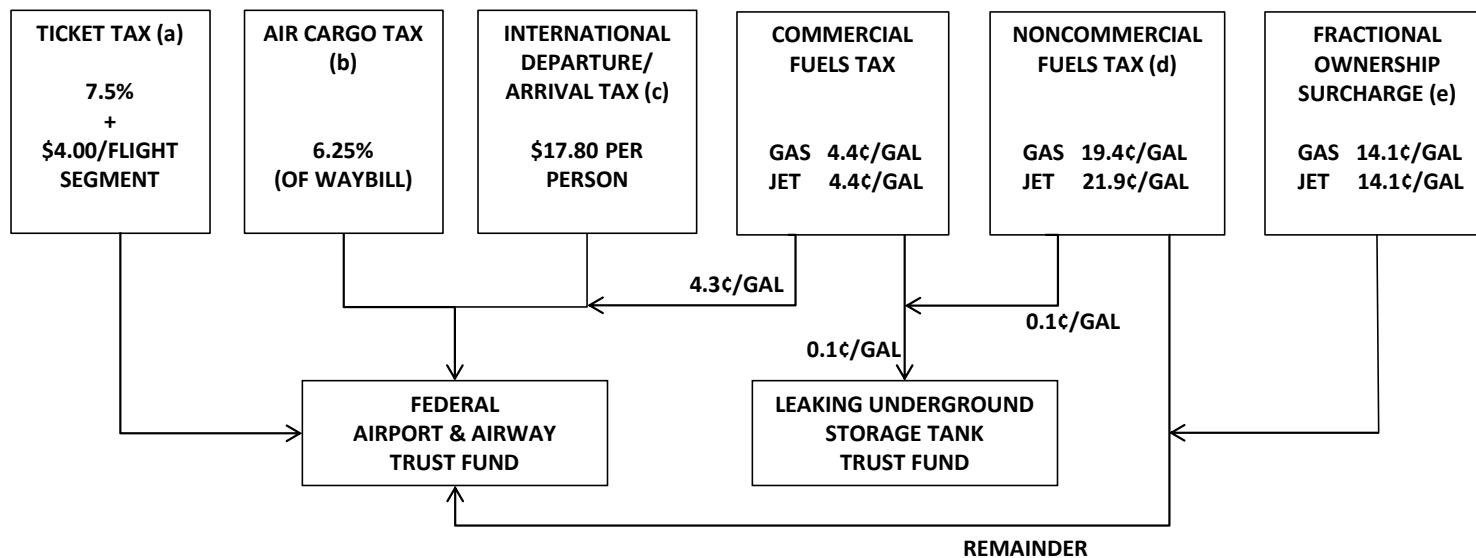 TICKET TAX (a)
7.5%
+
$4.00/FLIGHT
SEGMENT
AIR CARGO TAX
(b)
6.25%
(OF WAYBILL)
INTERNATIONAL
DEPARTURE/
ARRIVAL TAX (c)
$17.80 PER
PERSON
COMMERCIAL
FUELS TAX
GAS 4.4¢/GAL
JET 4.4¢/GAL
NONCOMMERCIAL
FUELS TAX (d)
GAS 19.4¢/GAL
JET 21.9¢/GAL
FRACTIONAL
OWNERSHIP
SURCHARGE (e)
GAS 14.1¢/GAL
JET 14.1¢/GAL
4.3¢/GAL
0.1¢/GAL
0.1¢/GAL
FEDERAL
AIRPORT & AIRWAY
TRUST FUND
LEAKING UNDERGROUND
STORAGE TANK
TRUST FUND
REMAINDER